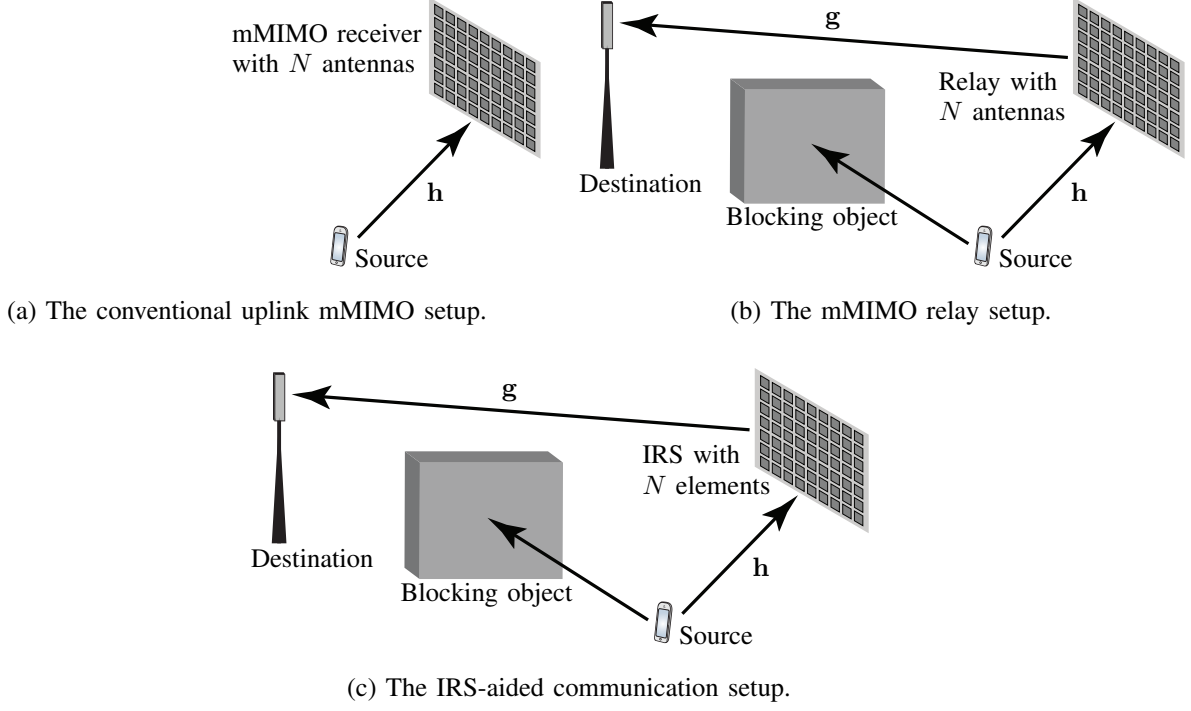 mMIMO receiver
with N antennas
h
Source
(a) The conventional uplink mMIMO setup.
g
Relay with
N antennas
Destination
Blocking object
h
Source
(b) The mMIMO relay setup.
g
IRS with
N elements
Destination
Blocking object
h
Source
(c) The IRS-aided communication setup.